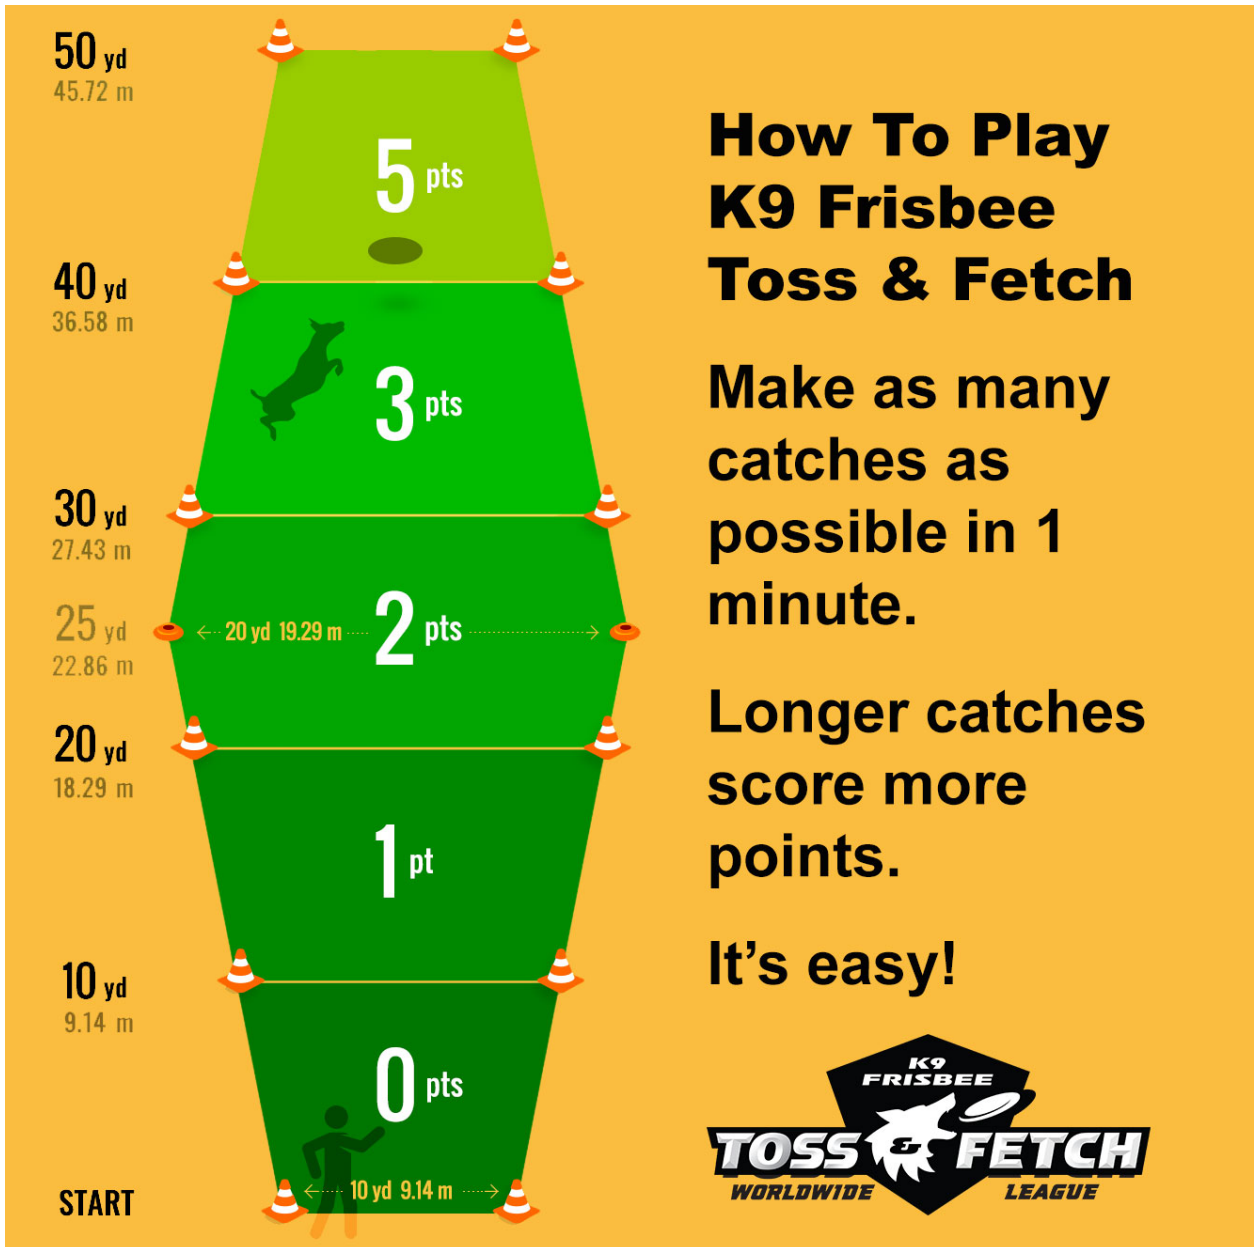 50 yd
45.72 m
5 pts
40 yd
36.58 m
3 pts
30 yd
27.43 m
25 yd
22.86 m
20 yd 19.29 m
2 pts
20 yd
18.29 m
1 pt
10 yd
9.14 m
0 pts
10 yd 9.14 m
START
How To Play
K9 Frisbee
Toss & Fetch
Make as many
catches as
possible in 1
minute.
Longer catches
score more
points.
It’s easy!
K9
FRISBEE
TOSS & FETCH
WORLDWIDE LEAGUE